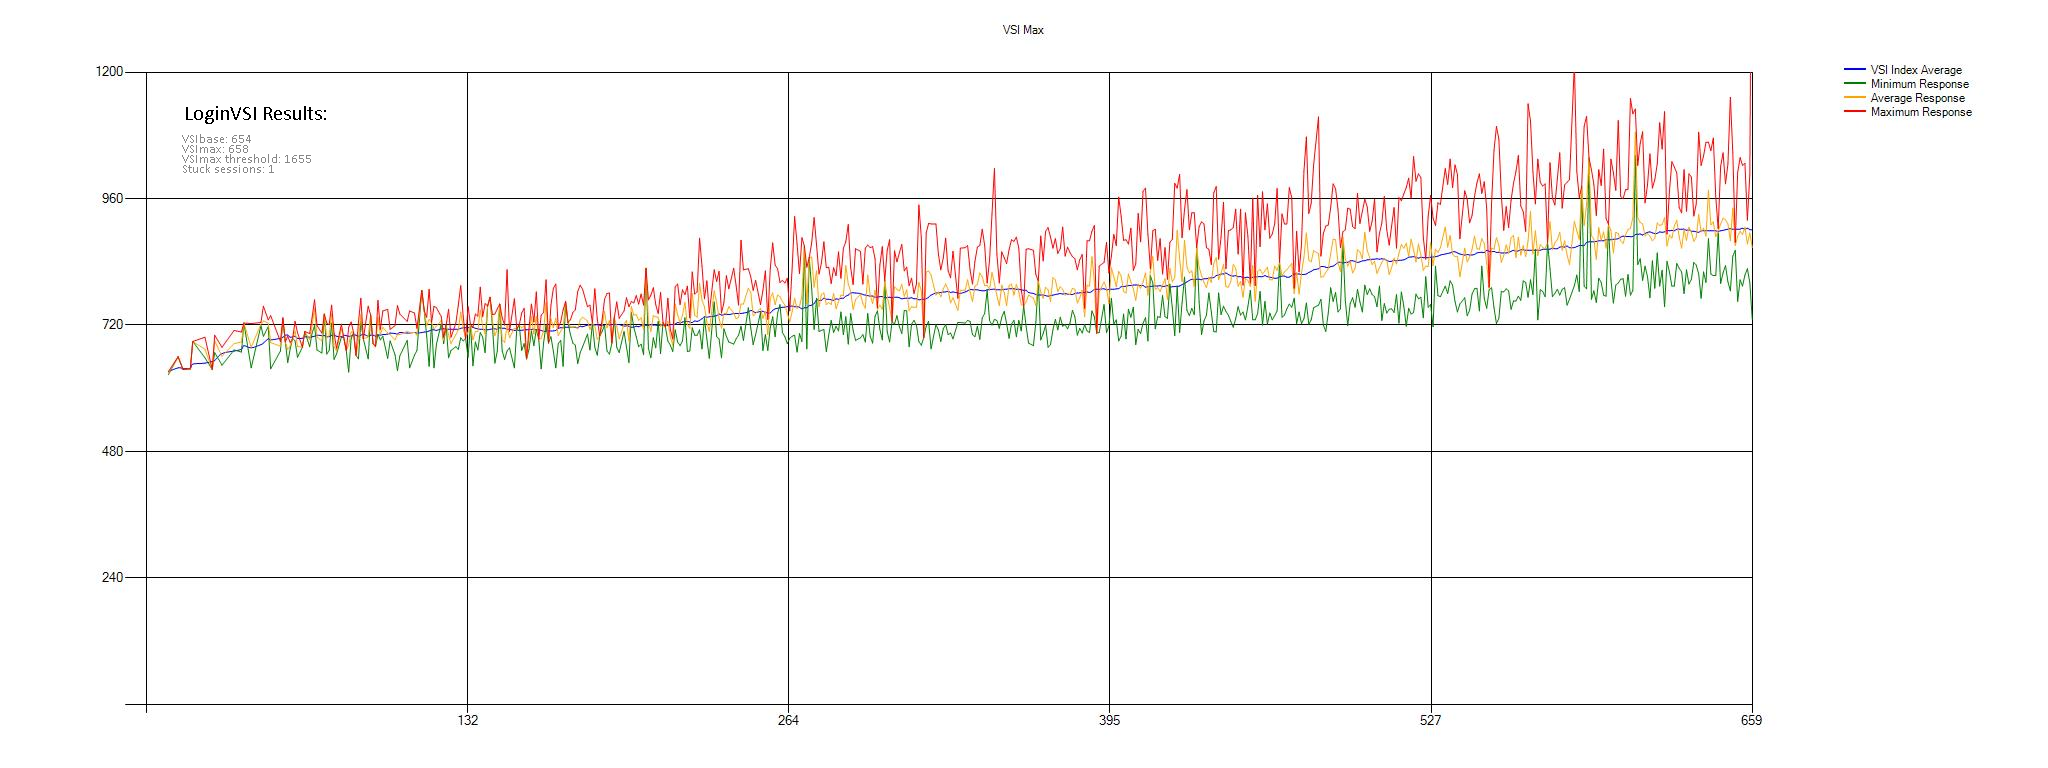 VSI Max
1200
960
720
480
240
LoginVSI Results:
VSIbase: 654
VSImax: 658
VSImax threshold: 1655
Stuck sessions: 1
VSI Index Average
Minimum Response
Average Response
Maximum Response
132
264
395
527
659